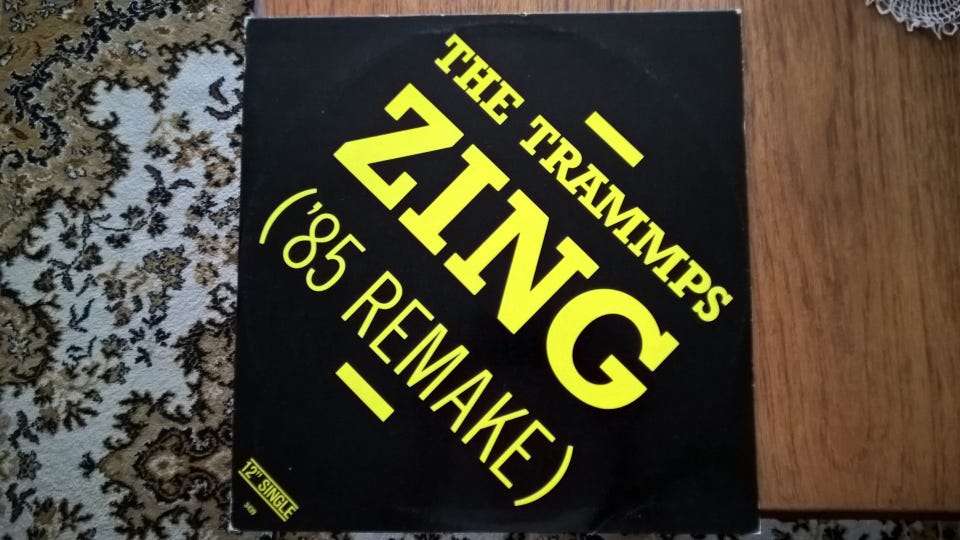 THE TRAMMPS
ZING
('85 REMAKE)
12" SINGLE